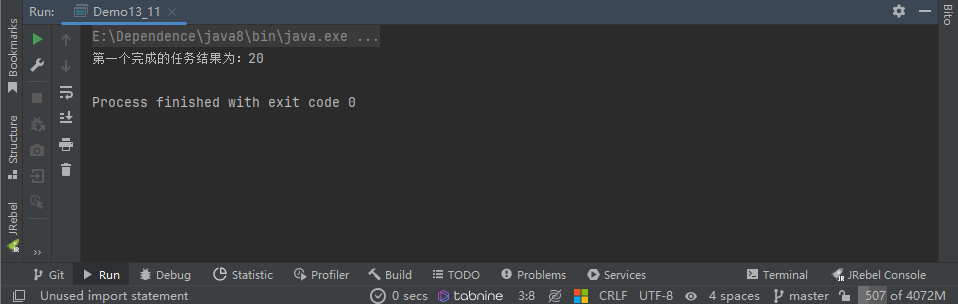 Run: Demo13_11
Bito
Bookmarks
Structure
JRebel
E:\Dependence\java8\bin\java.exe ...
第一个完成的任务结果为：20
Process finished with exit code 0
Git Run Debug Statistic Profiler Build TODO Problems Services Terminal JRebel Console
Unused import statement 0 secs tabnine 3:8 CRLF UTF-8 4 spaces master 507 of 4072M